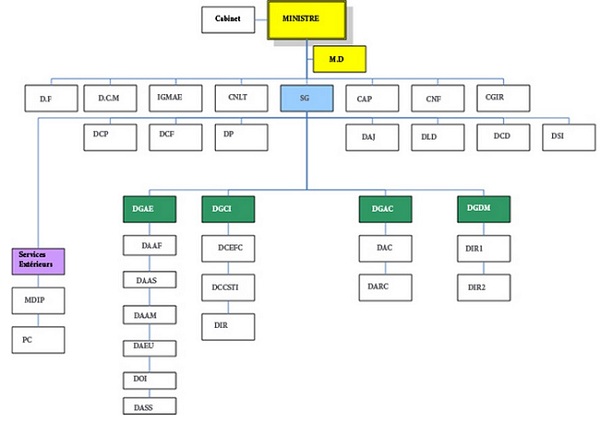 Cabinet
MINISTRE
M.D
D.F
D.C.M
IGMAE
CNLT
SG
CAP
CNF
CGIR
DCP
DCF
DP
DAJ
DLD
DCD
DSI
DGAE
DGCI
DGAC
DGDM
Services
Extérieurs
DAAF
DCEFC
DAC
DIR1
DAAS
DCCSTI
DARC
DIR2
MDIP
DAAM
DIR
PC
DAEU
DOI
DASS